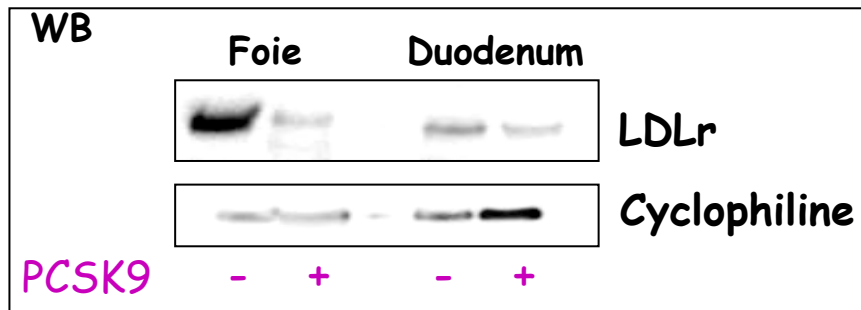 WB
Foie Duodenum
LDLr
Cyclophiline
PCSK9 - + - +